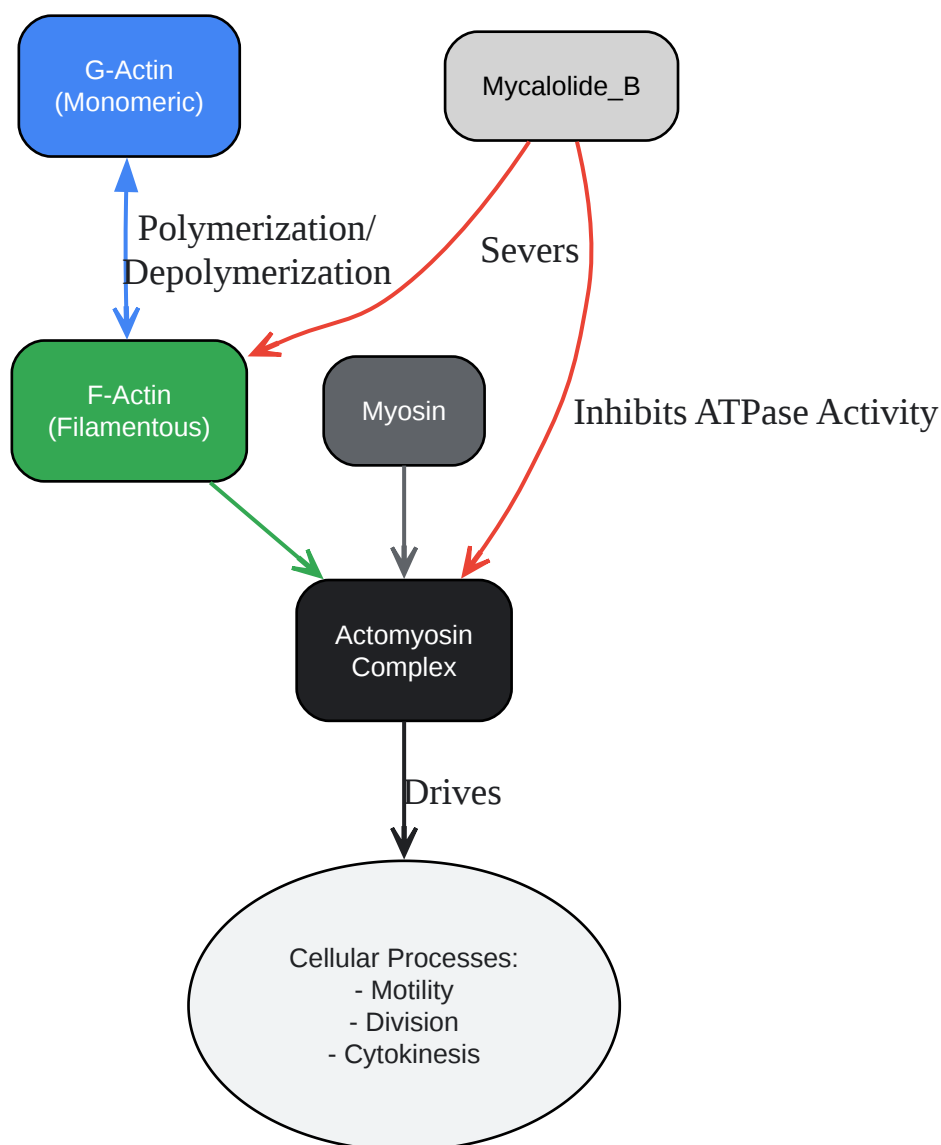 G-Actin
(Monomeric)
Mycalolide_B
Polymerization/
Depolymerization
Severs
F-Actin
(Filamentous)
Myosin
Inhibits ATPase Activity
Actomyosin
Complex
Drives
Cellular Processes:
- Motility
- Division
- Cytokinesis